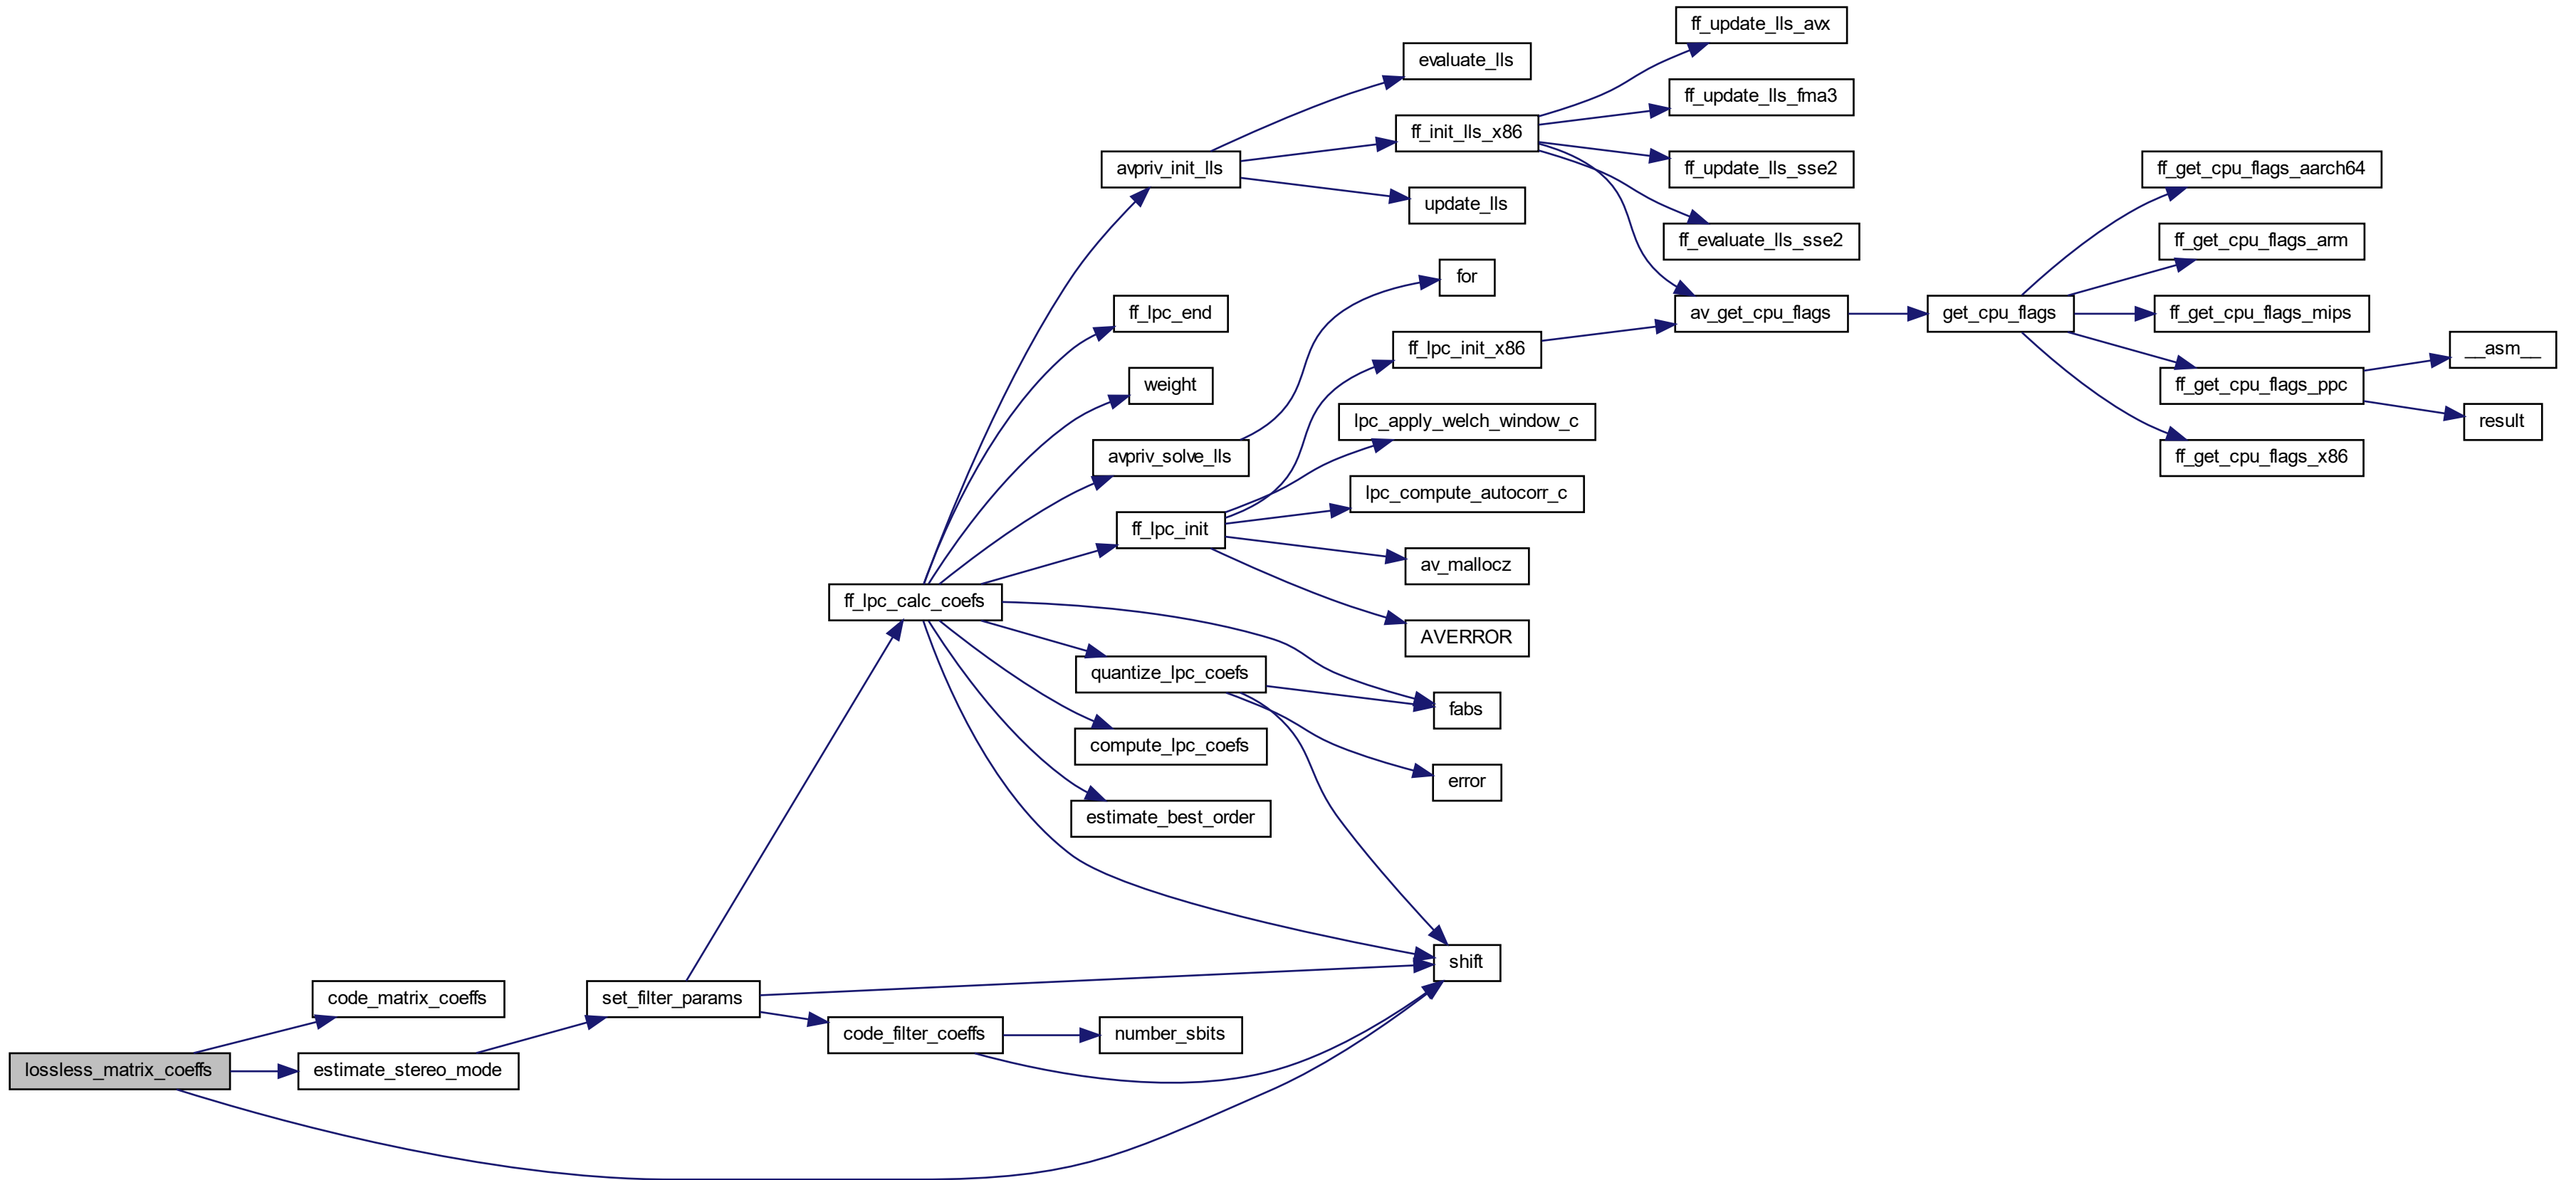 ff_update_lls_avx
evaluate_lls
ff_update_lls_fma3
ff_init_lls_x86
avpriv_init_lls
ff_update_lls_sse2
ff_get_cpu_flags_aarch64
update_lls
ff_evaluate_lls_sse2
ff_get_cpu_flags_arm
for
ff_lpc_end
av_get_cpu_flags
get_cpu_flags
ff_get_cpu_flags_mips
ff_lpc_init_x86
__asm__
weight
ff_get_cpu_flags_ppc
lpc_apply_welch_window_c
result
avpriv_solve_lls
ff_get_cpu_flags_x86
lpc_compute_autocorr_c
ff_lpc_init
av_mallocz
ff_lpc_calc_coefs
AVERROR
quantize_lpc_coefs
fabs
compute_lpc_coefs
error
estimate_best_order
shift
code_matrix_coeffs
set_filter_params
code_filter_coeffs
number_sbits
lossless_matrix_coeffs
estimate_stereo_mode